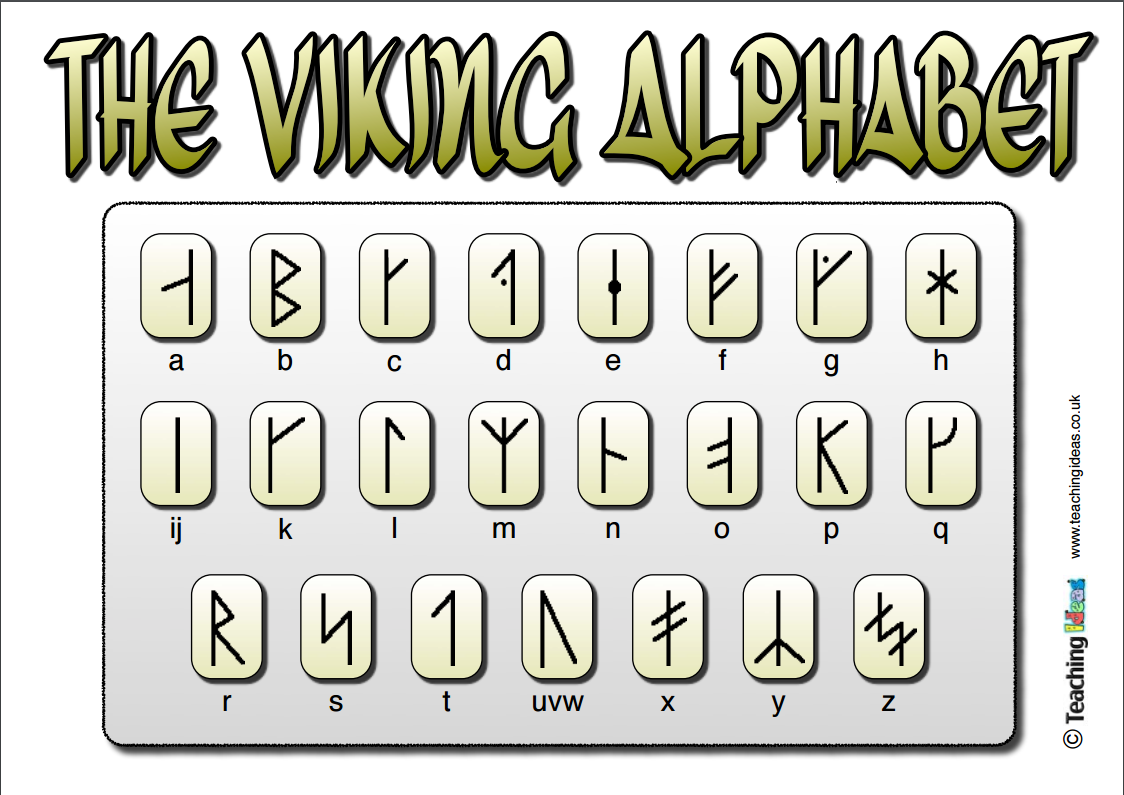 THE VIKING ALPHABET
ᛆ ᛒ ᚴ ᛑ ᛂ ᚠ ᚵ ᚼ
a b c d e f g h
ᛁ ᚴ ᛚ ᛘ ᚿ ᚮ ᛕ ᛩ
ij k l m n o p q
ᚱ ᛋ ᛐ ᚢ ᛪ ᛦ
r s t uvw x y z
© Teaching Ideas www.teachingideas.co.uk